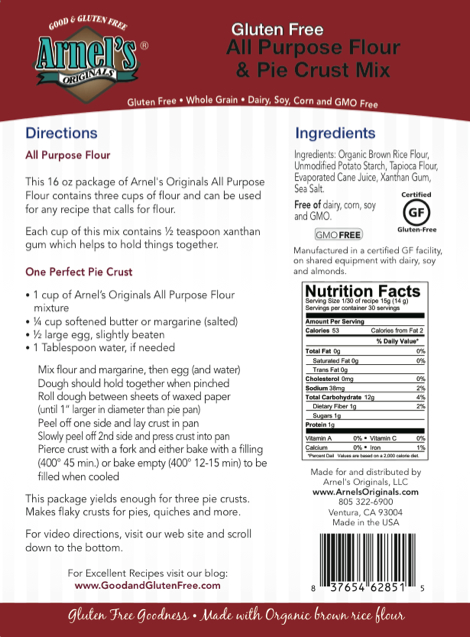 GOOD & GLUTEN FREE
Arnel's®
ORIGINALS
Gluten Free
All Purpose Flour
& Pie Crust Mix
Gluten Free • Whole Grain • Dairy, Soy, Corn and GMO Free
Directions
All Purpose Flour
This 16 oz package of Arnel's Originals All Purpose
Flour contains three cups of flour and can be used
for any recipe that calls for flour.
Each cup of this mix contains ½ teaspoon xanthan
gum which helps to hold things together.
One Perfect Pie Crust
• 1 cup of Arnel's Originals All Purpose Flour
mixture
• ¼ cup softened butter or margarine (salted)
• ½ large egg, slightly beaten
• 1 Tablespoon water, if needed
Mix flour and margarine, then egg (and water)
Dough should hold together when pinched
Roll dough between sheets of waxed paper
(until 1" larger in diameter than pie pan)
Peel off one side and lay crust in pan
Slowly peel off 2nd side and press crust into pan
Pierce crust with a fork and either bake with a filling
(400° 45 min.) or bake empty (400° 12-15 min) to be
filled when cooled
This package yields enough for three pie crusts.
Makes flaky crusts for pies, quiches and more.
For video directions, visit our web site and scroll
down to the bottom.
For Excellent Recipes visit our blog:
www.GoodandGlutenFree.com
Ingredients
Ingredients: Organic Brown Rice Flour,
Unmodified Potato Starch, Tapioca Flour,
Evaporated Cane Juice, Xanthan Gum,
Sea Salt.
Free of dairy, corn, soy
and GMO.
GMO FREE
Certified
GF
Gluten-Free
Manufactured in a certified GF facility,
on shared equipment with dairy, soy
and almonds.
Nutrition Facts
Serving Size 1/30 of recipe 15g (14 g)
Servings per container 30 servings
Amount Per Serving
Calories 53 Calories from Fat 2
% Daily Value*
Total Fat 0g 0%
Saturated Fat 0g 0%
Trans Fat 0g
Cholesterol 0mg 0%
Sodium 38mg 2%
Total Carbohydrate 12g 4%
Dietary Fiber 1g 2%
Sugars 1g
Protein 1g
Vitamin A 0% • Vitamin C 0%
Calcium 0% • Iron 1%
*Percent Dail Values are based on a 2,000 calorie diet.
Made for and distributed by
Arnel's Originals, LLC
www.ArnelsOriginals.com
805 322-6900
Ventura, CA 93004
Made in the USA
8 37654 62851 5
Gluten Free Goodness • Made with Organic brown rice flour